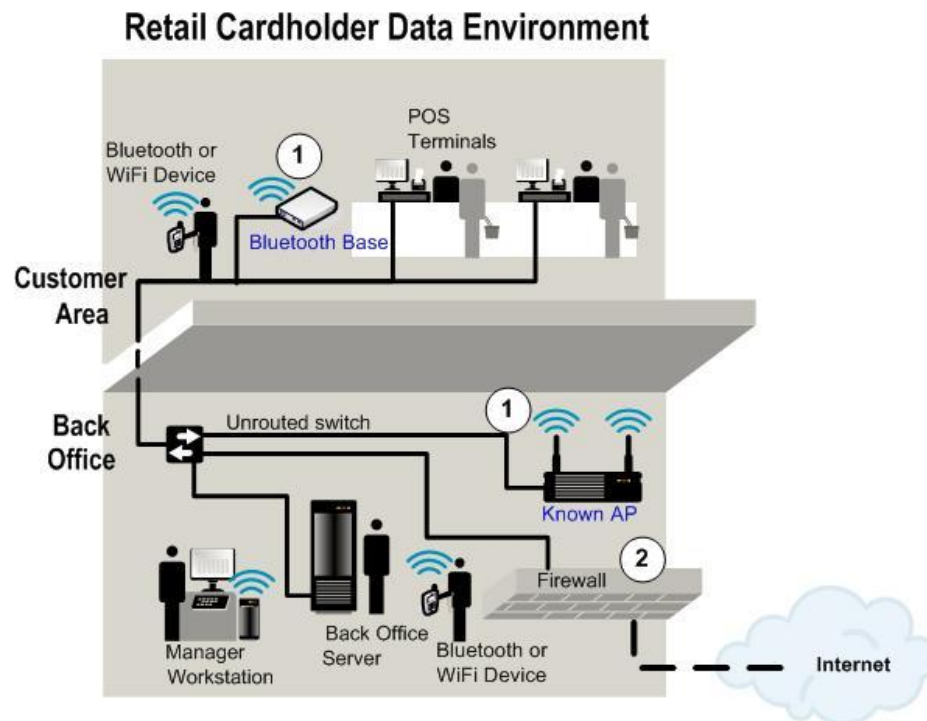 Retail Cardholder Data Environment
POS
Terminals
1
Bluetooth or
WiFi Device
Bluetooth Base
Customer
Area
Back
Office
Unrouted switch
1
Known AP
2
Firewall
Manager
Workstation
Back Office
Server
Bluetooth or
WiFi Device
Internet